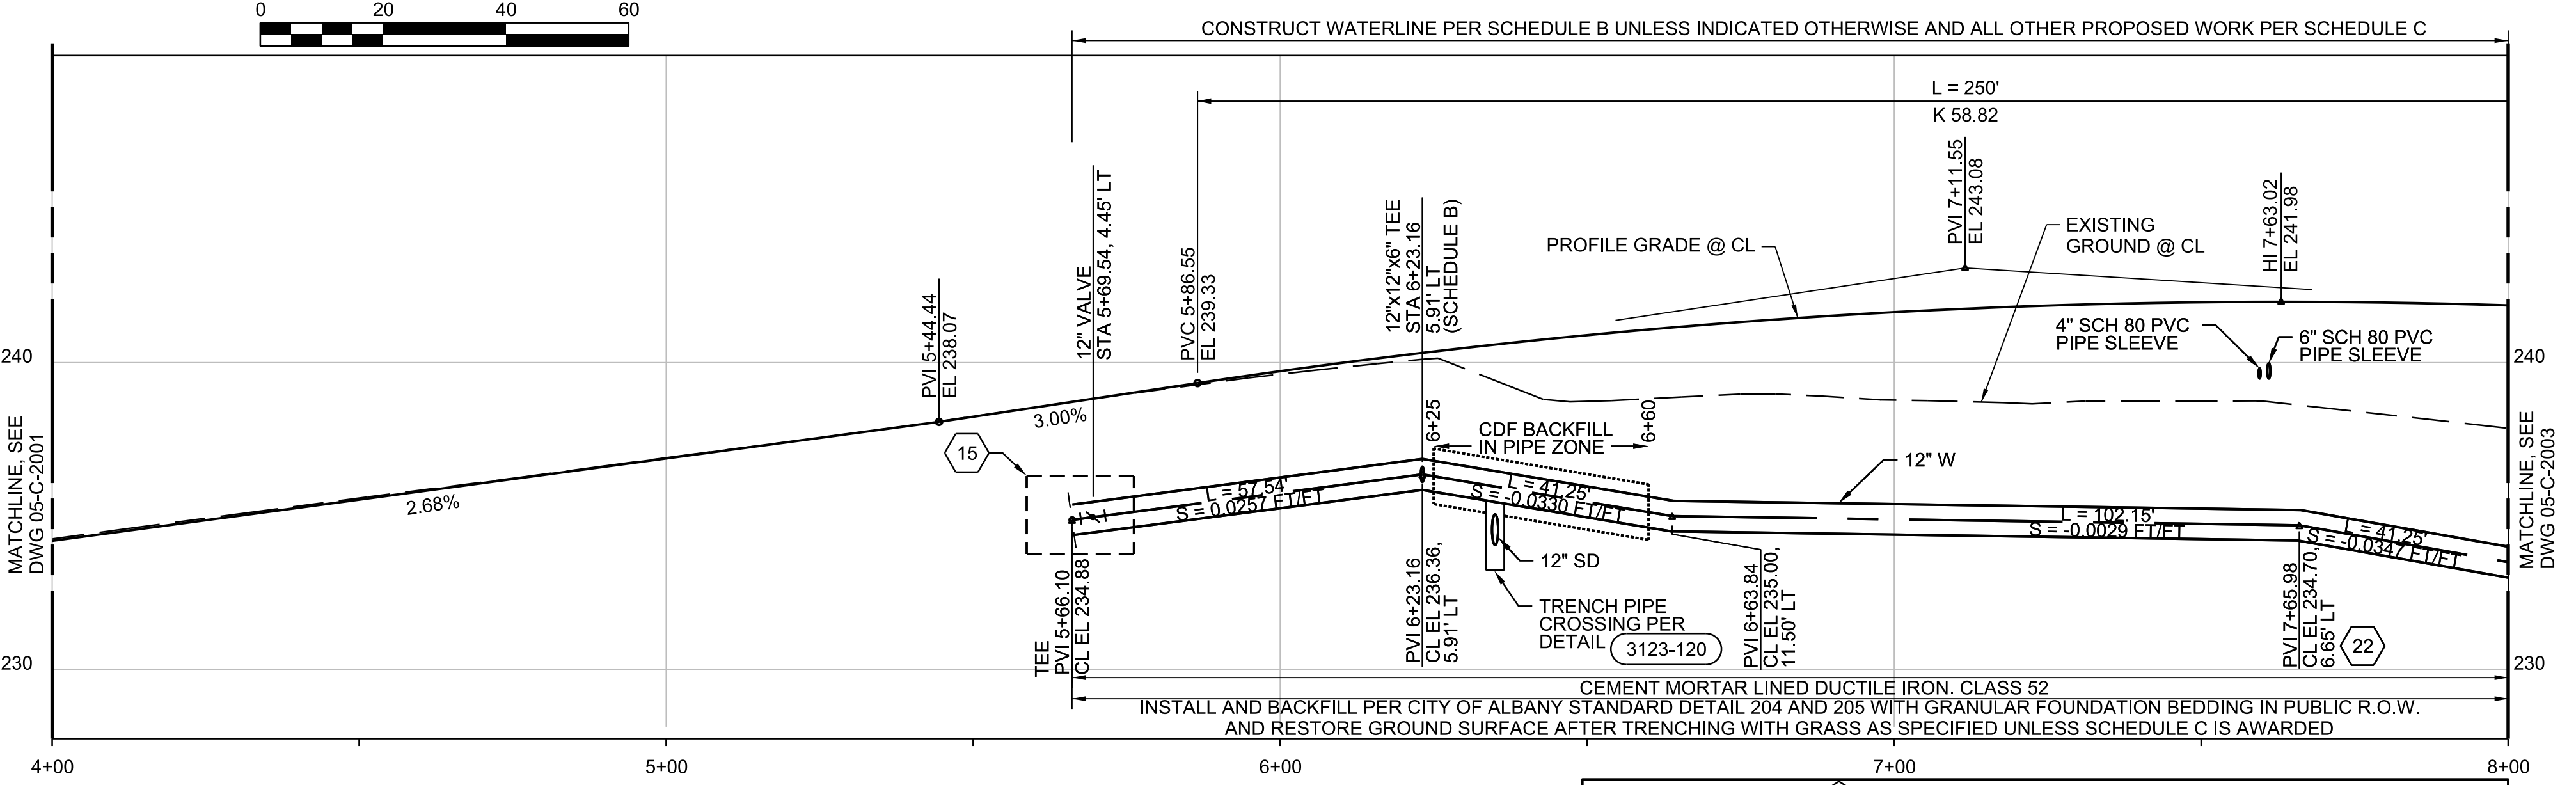 0 20 40 60
CONSTRUCT WATERLINE PER SCHEDULE B UNLESS INDICATED OTHERWISE AND ALL OTHER PROPOSED WORK PER SCHEDULE C
L = 250'
K 58.82
PVI 7+11.55
EL 243.08
HI 7+63.02
EL 241.98
12" VALVE
STA 5+69.54, 4.45' LT
12"x12"x6" TEE
STA 6+23.16
5.91' LT
(SCHEDULE B)
PROFILE GRADE @ CL
EXISTING
GROUND @ CL
PVI 5+44.44
EL 238.07
PVC 5+86.55
EL 239.33
4" SCH 80 PVC
PIPE SLEEVE
6" SCH 80 PVC
PIPE SLEEVE
240
240
3.00%
2.68%
15
6+25
CDF BACKFILL
IN PIPE ZONE
6+60
12" W
MATCHLINE, SEE
DWG 05-C-2001
MATCHLINE, SEE
DWG 05-C-2003
L = 57.54'
S = 0.0257 FT/FT
L = 41.25'
S = -0.0330 FT/FT
L = 102.15'
S = -0.0029 FT/FT
L = 41.25'
S = -0.0347 FT/FT
12" SD
TRENCH PIPE
CROSSING PER
DETAIL 3123-120
TEE
PVI 5+66.10
CL EL 234.88
PVI 6+23.16
CL EL 236.36,
5.91' LT
PVI 6+63.84
CL EL 235.00,
11.50' LT
PVI 7+65.98
CL EL 234.70,
6.65' LT
22
230
230
CEMENT MORTAR LINED DUCTILE IRON. CLASS 52
INSTALL AND BACKFILL PER CITY OF ALBANY STANDARD DETAIL 204 AND 205 WITH GRANULAR FOUNDATION BEDDING IN PUBLIC R.O.W.
AND RESTORE GROUND SURFACE AFTER TRENCHING WITH GRASS AS SPECIFIED UNLESS SCHEDULE C IS AWARDED
4+00 5+00 6+00 7+00 8+00